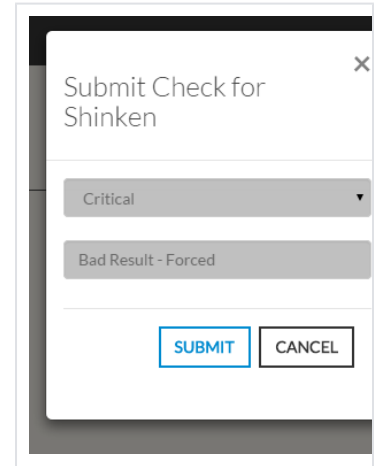 Submit Check for
Shinken
×
Critical
Bad Result - Forced
SUBMIT CANCEL